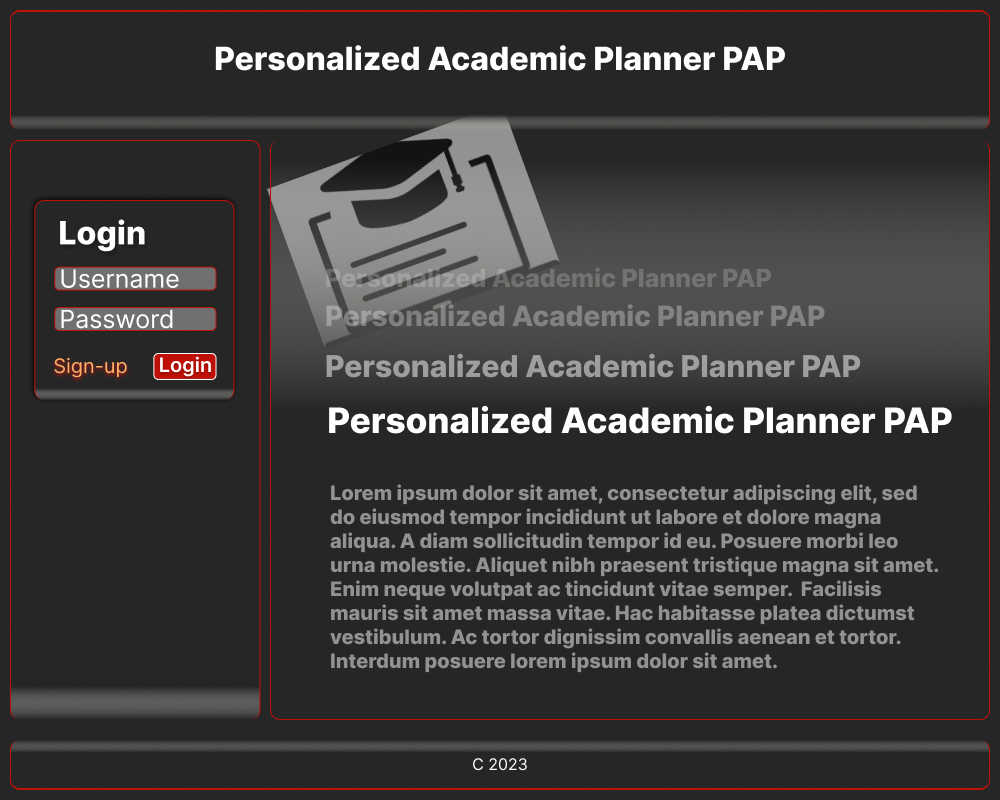 Personalized Academic Planner PAP
Login
Username
Password
Sign-up Login
Personalized Academic Planner PAP
Personalized Academic Planner PAP
Personalized Academic Planner PAP
Personalized Academic Planner PAP
Lorem ipsum dolor sit amet, consectetur adipiscing elit, sed
do eiusmod tempor incididunt ut labore et dolore magna
aliqua. A diam sollicitudin tempor id eu. Posuere morbi leo
urna molestie. Aliquet nibh praesent tristique magna sit amet.
Enim neque volutpat ac tincidunt vitae semper.  Facilisis
mauris sit amet massa vitae. Hac habitasse platea dictumst
vestibulum. Ac tortor dignissim convallis aenean et tortor.
Interdum posuere lorem ipsum dolor sit amet.
C 2023